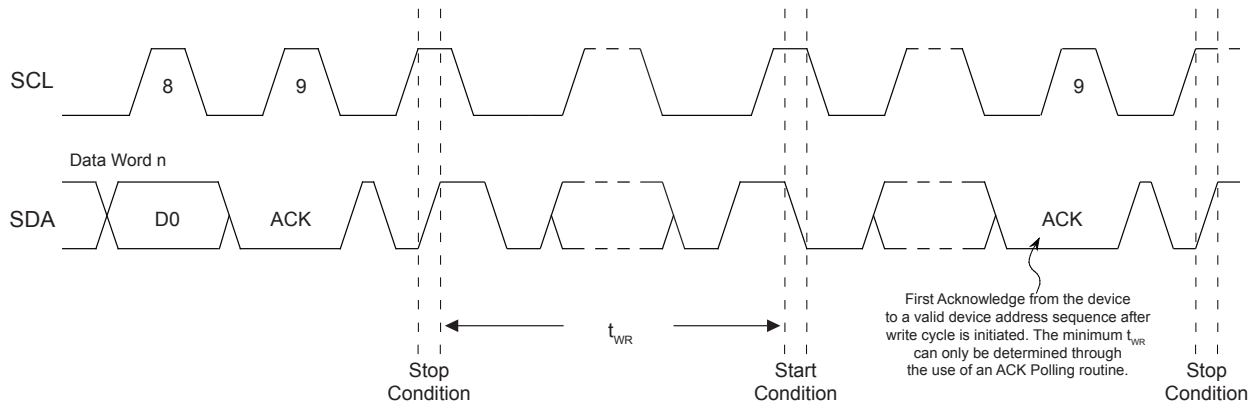 SCL
8
9
9
Data Word n
SDA
D0
ACK
ACK
First Acknowledge from the device
to a valid device address sequence after
write cycle is initiated. The minimum tWR
can only be determined through
the use of an ACK Polling routine.
tWR
Stop
Condition
Start
Condition
Stop
Condition